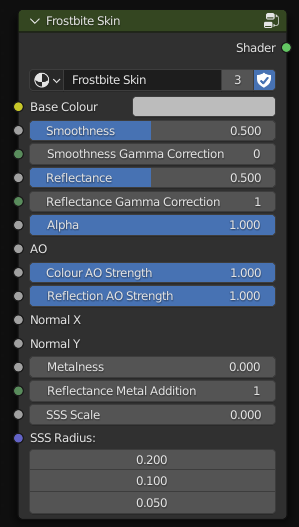 Frostbite Skin
Shader
Frostbite Skin 3
Base Colour
Smoothness 0.500
Smoothness Gamma Correction 0
Reflectance 0.500
Reflectance Gamma Correction 1
Alpha 1.000
AO
Colour AO Strength 1.000
Reflection AO Strength 1.000
Normal X
Normal Y
Metalness 0.000
Reflectance Metal Addition 1
SSS Scale 0.000
SSS Radius:
0.200
0.100
0.050